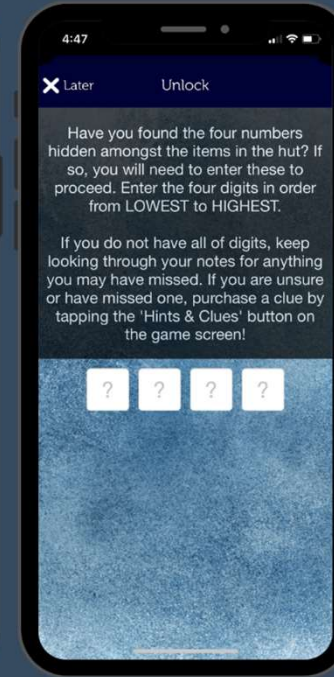 4:47
Later
Unlock
Have you found the four numbers
hidden amongst the items in the hut? If
so, you will need to enter these to
proceed. Enter the four digits in order
from LOWEST to HIGHEST.
If you do not have all of digits, keep
looking through your notes for anything
you may have missed. If you are unsure
or have missed one, purchase a clue by
tapping the 'Hints & Clues' button on
the game screen!
? ? ? ?